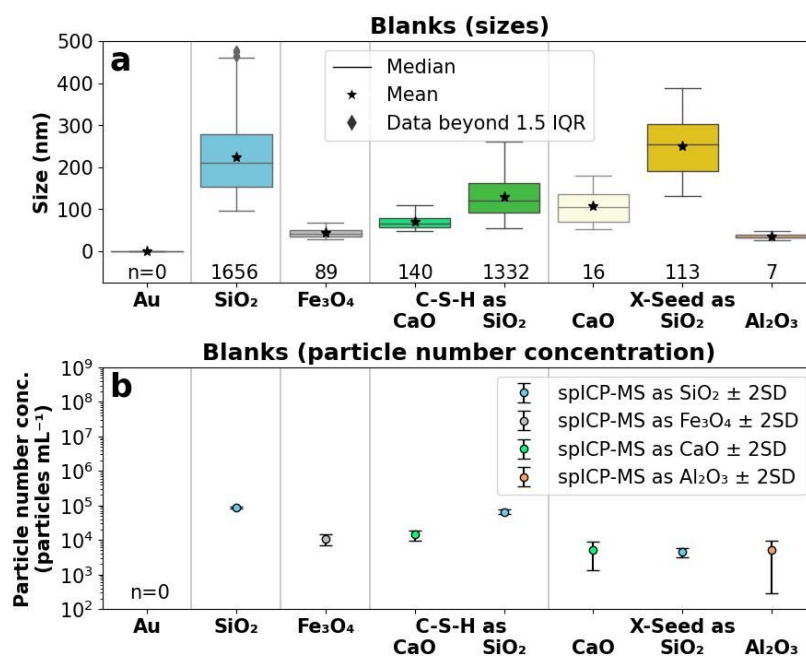 Blanks (sizes)
a
Size (nm)
500
400
300
200
100
0
Median
Mean
Data beyond 1.5 IQR
n=0 1656 89 140 1332 16 113 7
Au SiO₂ Fe₃O₄ C-S-H as X-Seed as
CaO SiO₂ CaO SiO₂ Al₂O₃
Blanks (particle number concentration)
b
Particle number conc.
(particles mL⁻¹)
10⁹
10⁸
10⁷
10⁶
10⁵
10⁴
10³
10²
spICP-MS as SiO₂ ± 2SD
spICP-MS as Fe₃O₄ ± 2SD
spICP-MS as CaO ± 2SD
spICP-MS as Al₂O₃ ± 2SD
n=0
Au SiO₂ Fe₃O₄ C-S-H as X-Seed as
CaO SiO₂ CaO SiO₂ Al₂O₃